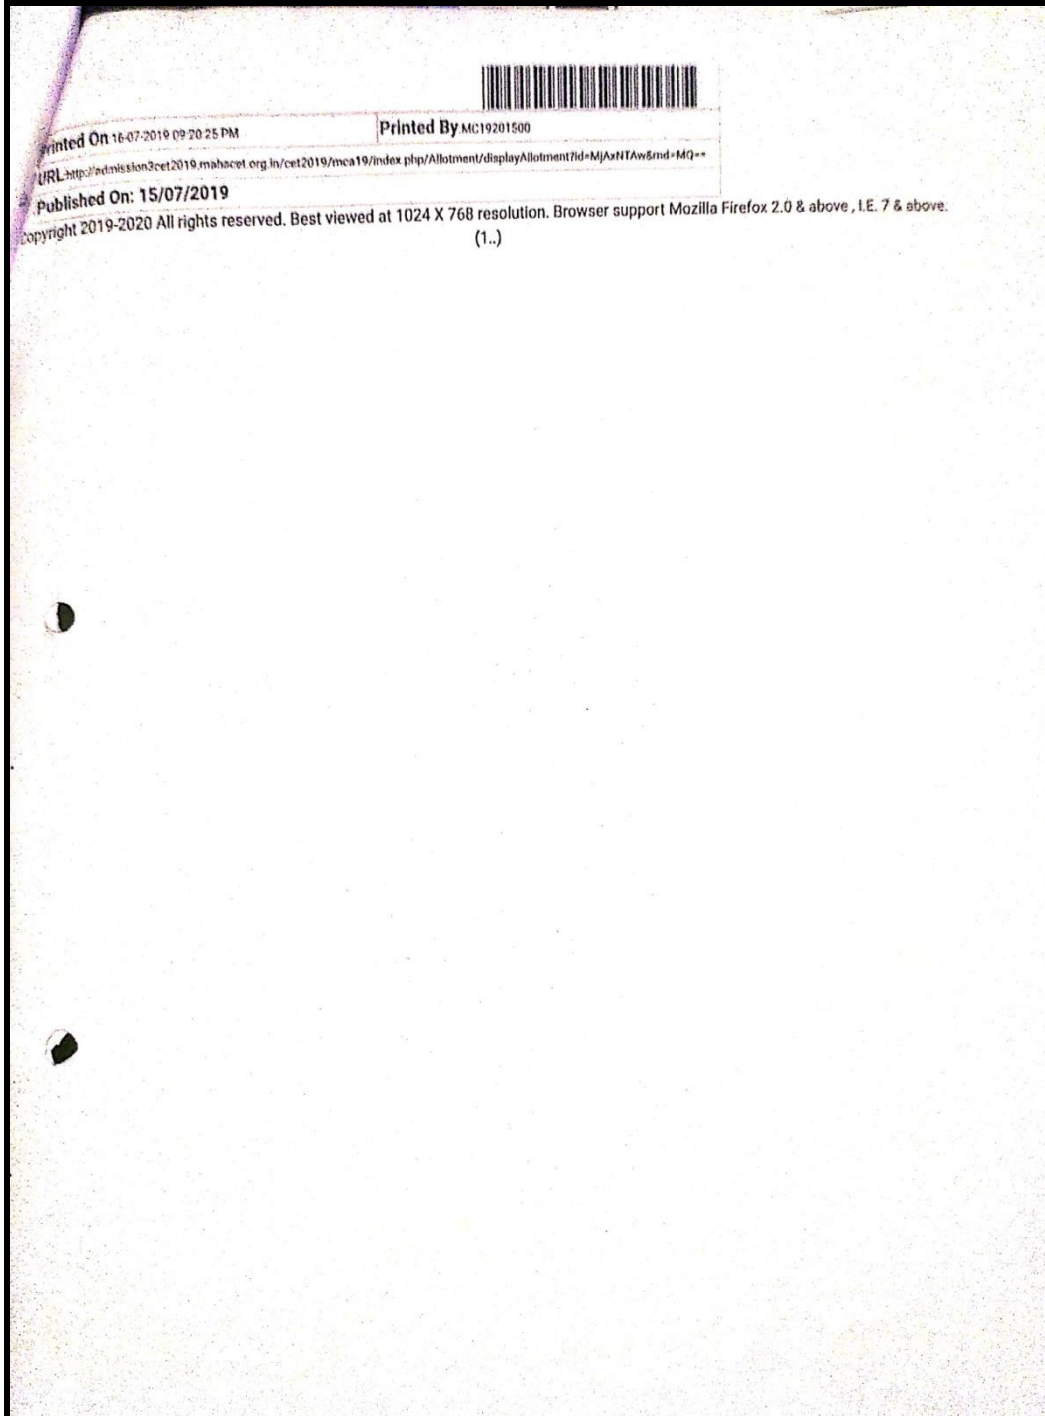 Printed On 16-07-2019 09:20:25 PM Printed By:MC19201500
URL:http://admission3cet2019.mahacet.org.in/cet2019/mca19/index.php/Allotment/displayAllotment?id=MjAxNTAw&rnd=MQ==
Published On: 15/07/2019
Copyright 2019-2020 All rights reserved. Best viewed at 1024 X 768 resolution. Browser support Mozilla Firefox 2.0 & above , I.E. 7 & above.
(1..)